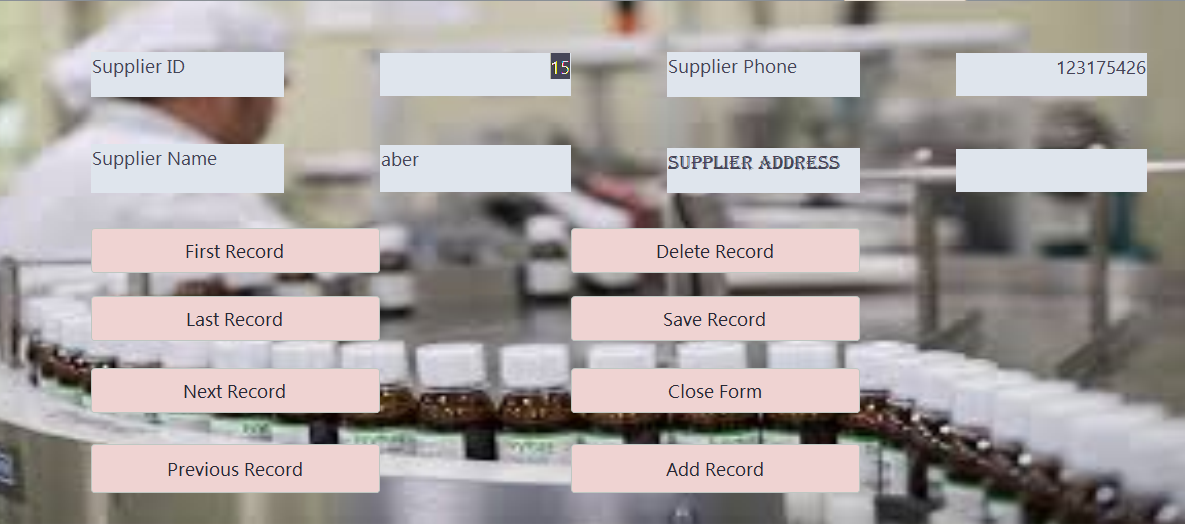 Supplier ID 15 Supplier Phone 123175426
Supplier Name aber SUPPLIER ADDRESS
First Record Delete Record
Last Record Save Record
Next Record Close Form
Previous Record Add Record